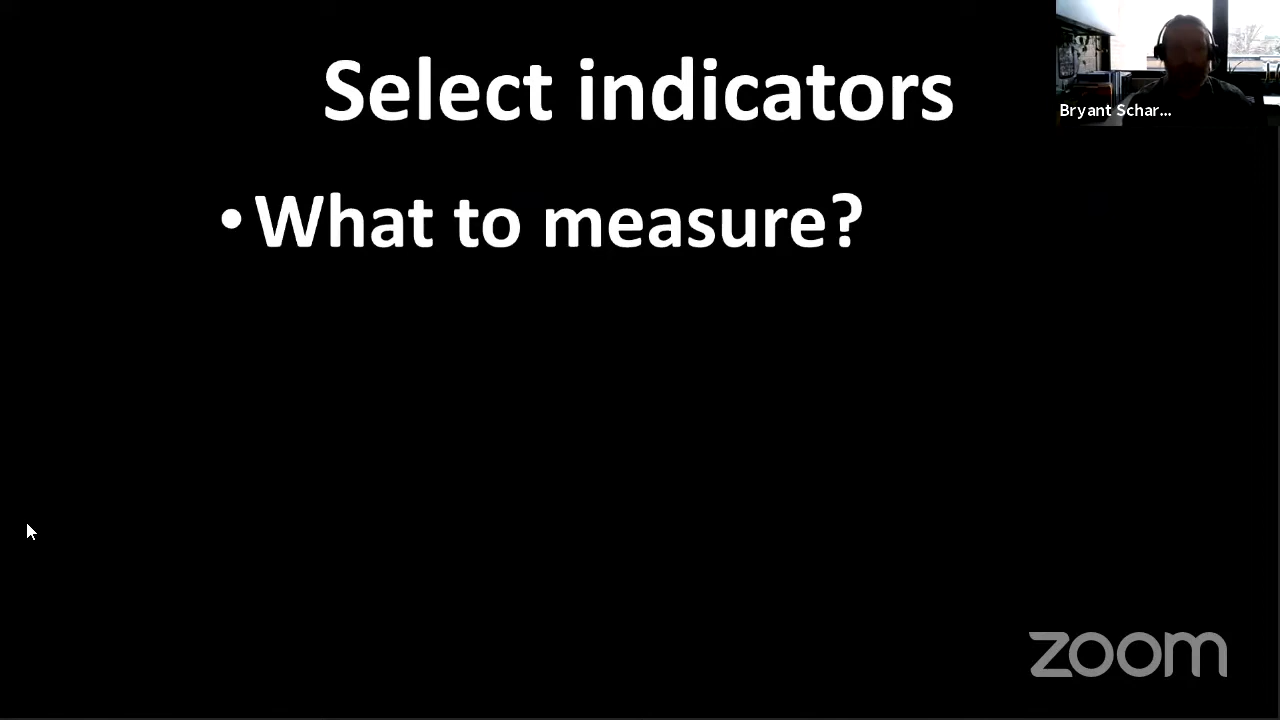 Select indicators
Bryant Schar...
• What to measure?
zoom